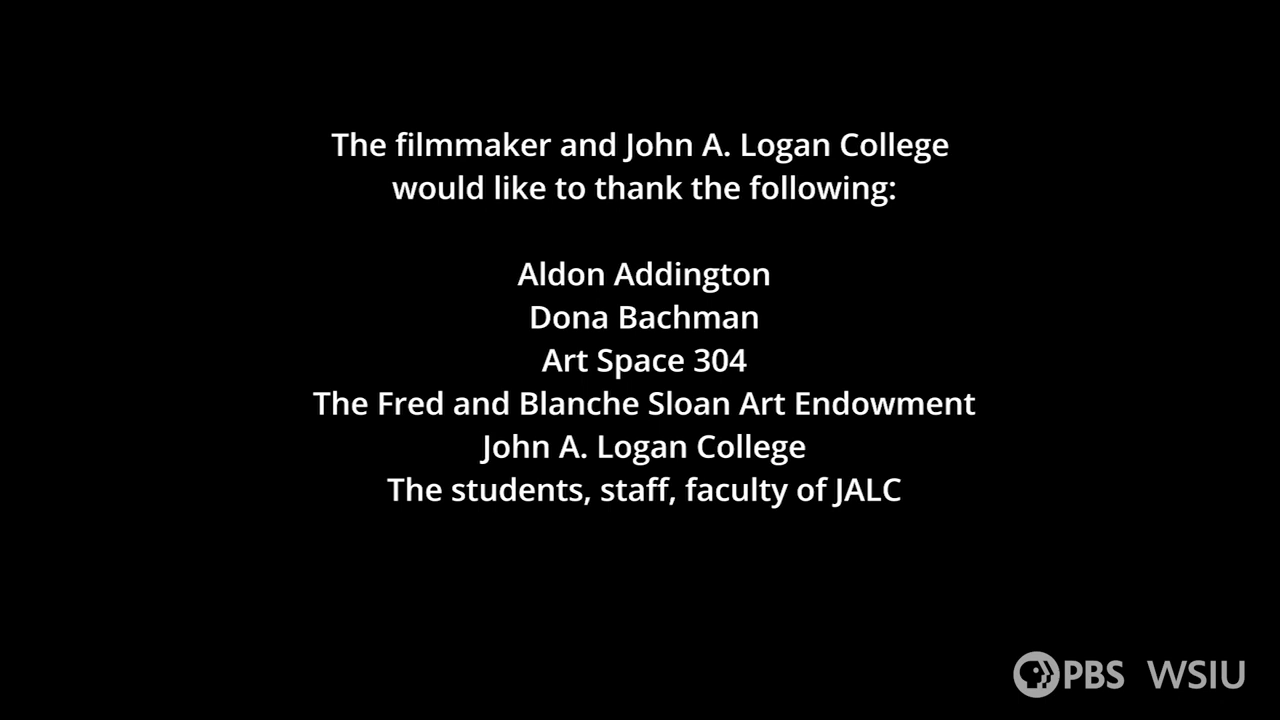 The filmmaker and John A. Logan College
would like to thank the following:
Aldon Addington
Dona Bachman
Art Space 304
The Fred and Blanche Sloan Art Endowment
John A. Logan College
The students, staff, faculty of JALC
PBS WSIU